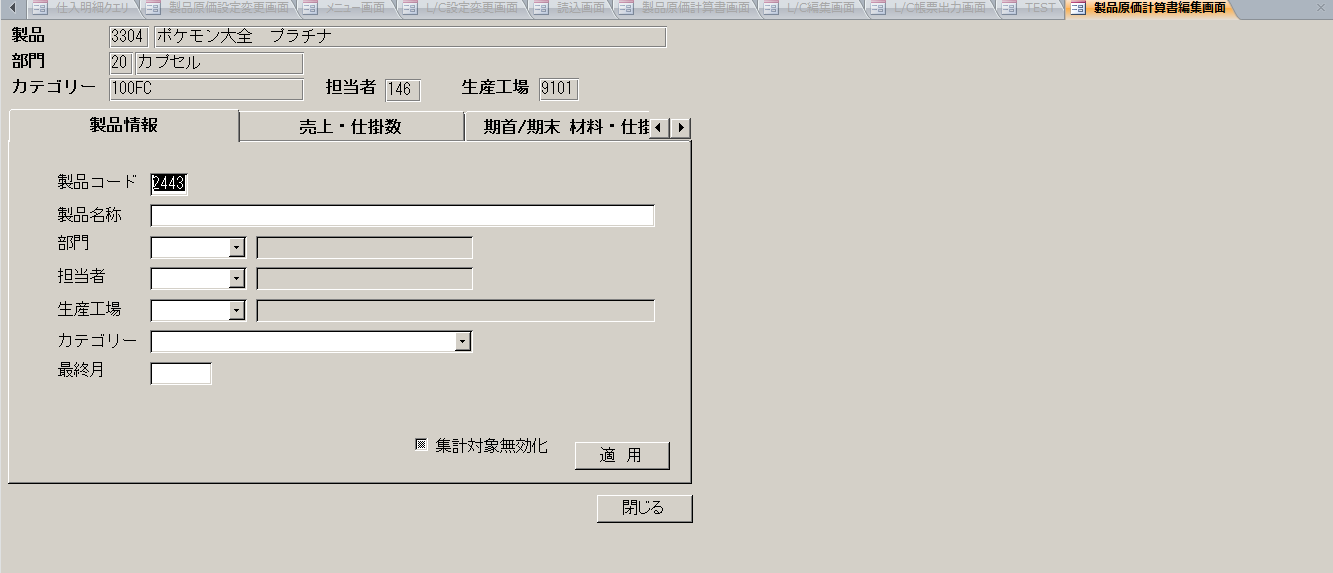 仕入明細クエリ 製品原価設定変更画面 メニュー画面 L/C設定変更画面 読込画面 製品原価計算書画面 L/C編集画面 L/C帳票出力画面 TEST 製品原価計算書編集画面
製品 3304 ポケモン大全 プラチナ
部門 20 カプセル
カテゴリー 100FC 担当者 146 生産工場 9101
製品情報 売上・仕掛数 期首/期末 材料・仕掛
製品コード 2443
製品名称
部門
担当者
生産工場
カテゴリー
最終月
集計対象無効化 適 用
閉じる